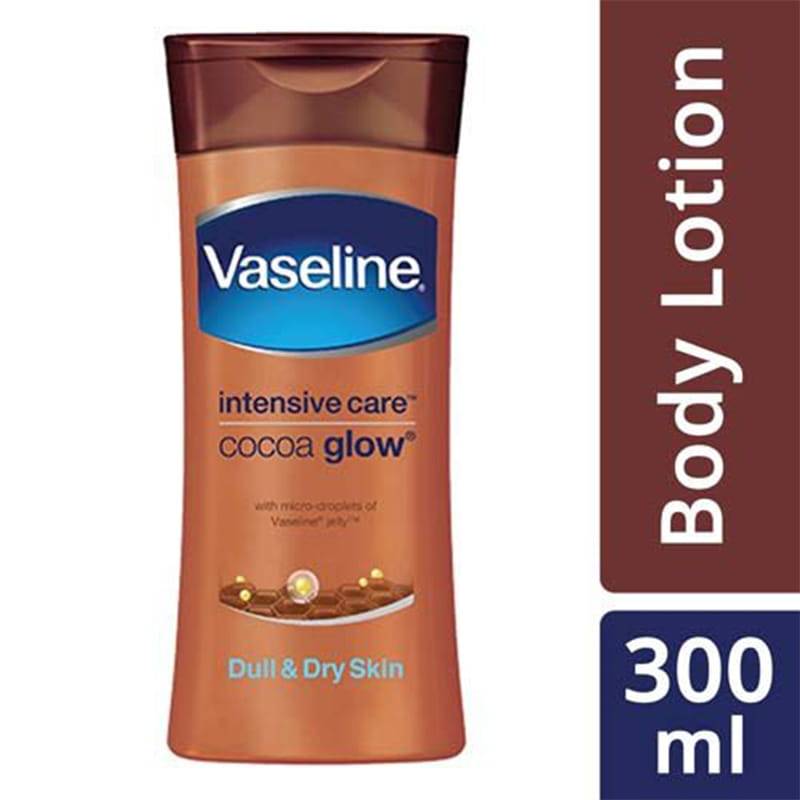 Vaseline®
intensive care™
cocoa glow®
with micro-droplets of
Vaseline® jelly™
Dull & Dry Skin
Body Lotion
300
ml